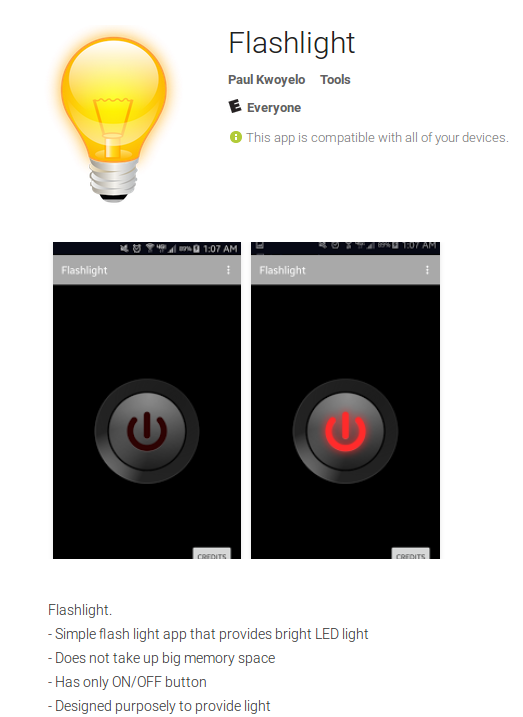 Flashlight
Paul Kwoyelo Tools
E Everyone
This app is compatible with all of your devices.
89% 1:07 AM
Flashlight
CREDITS
89% 1:07 AM
Flashlight
CREDITS
Flashlight.
- Simple flash light app that provides bright LED light
- Does not take up big memory space
- Has only ON/OFF button
- Designed purposely to provide light